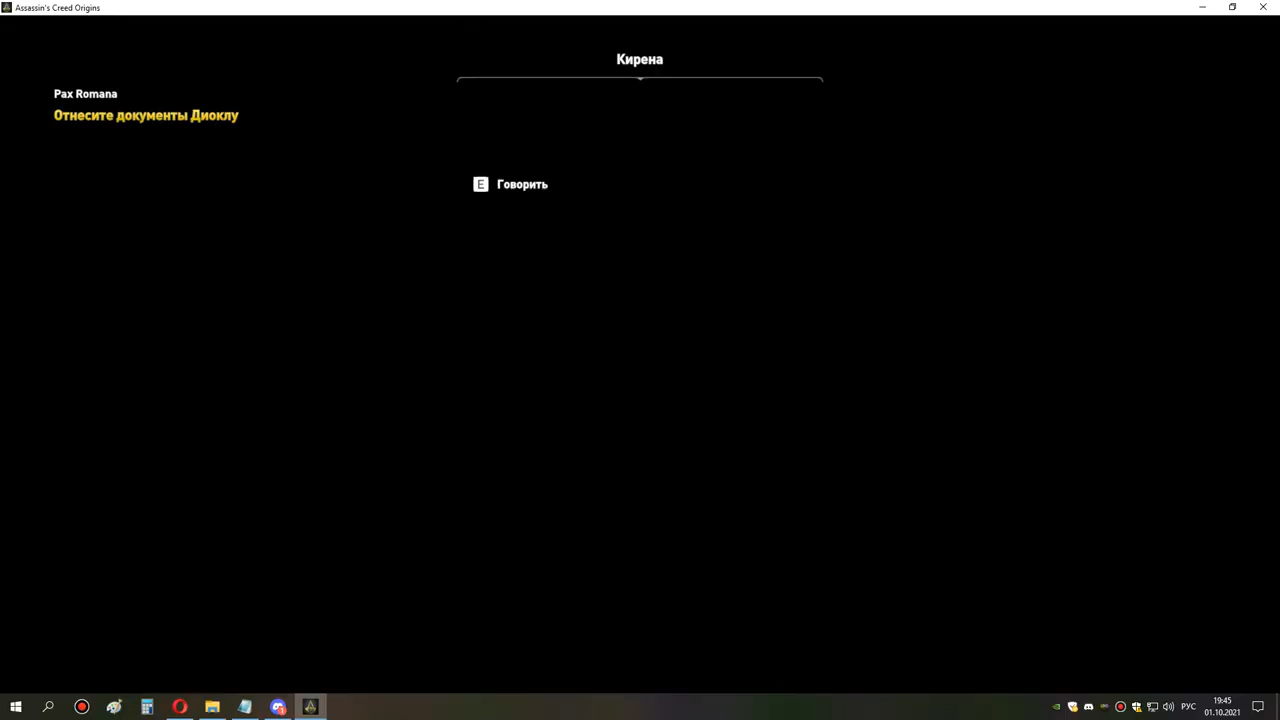 Assassin's Creed Origins
Кирена
Pax Romana
Отнесите документы Диоклу
E Говорить
РУС
19:45
01.10.2021